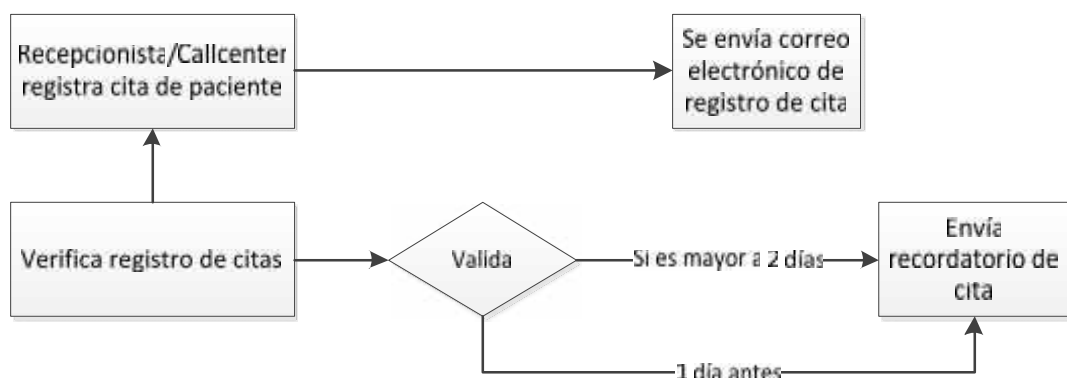 Recepcionista/Callcenter
registra cita de paciente
Se envía correo
electrónico de
registro de cita
Verifica registro de citas
Valida
Si es mayor a 2 días
Envía
recordatorio de
cita
1 día antes